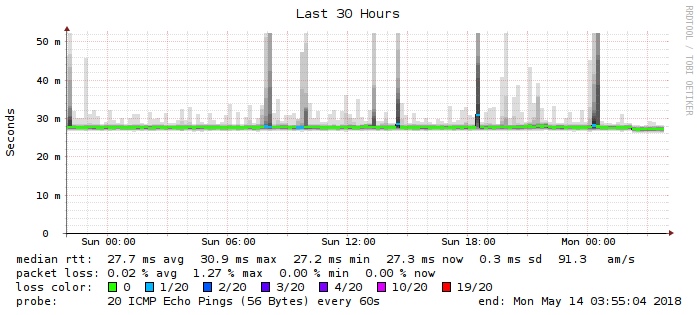 Last 30 Hours
RRDTOOL / TOBI OETIKER
Seconds
50 m
40 m
30 m
20 m
10 m
0
Sun 00:00 Sun 06:00 Sun 12:00 Sun 18:00 Mon 00:00
median rtt: 27.7 ms avg 30.9 ms max 27.2 ms min 27.3 ms now 0.3 ms sd 91.3 am/s
packet loss: 0.02 % avg 1.27 % max 0.00 % min 0.00 % now
loss color: 0 1/20 2/20 3/20 4/20 10/20 19/20
probe: 20 ICMP Echo Pings (56 Bytes) every 60s end: Mon May 14 03:55:04 2018